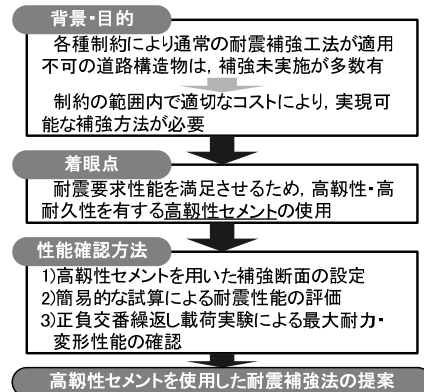 背景・目的
各種制約により通常の耐震補強工法が適用
不可の道路構造物は，補強未実施が多数有
制約の範囲内で適切なコストにより，実現可
能な補強方法が必要
着眼点
耐震要求性能を満足させるため，高靱性・高
耐久性を有する高靱性セメントの使用
性能確認方法
1)高靱性セメントを用いた補強断面の設定
2)簡易的な試算による耐震性能の評価
3)正負交番繰返し載荷実験による最大耐力・
変形性能の確認
高靱性セメントを使用した耐震補強法の提案